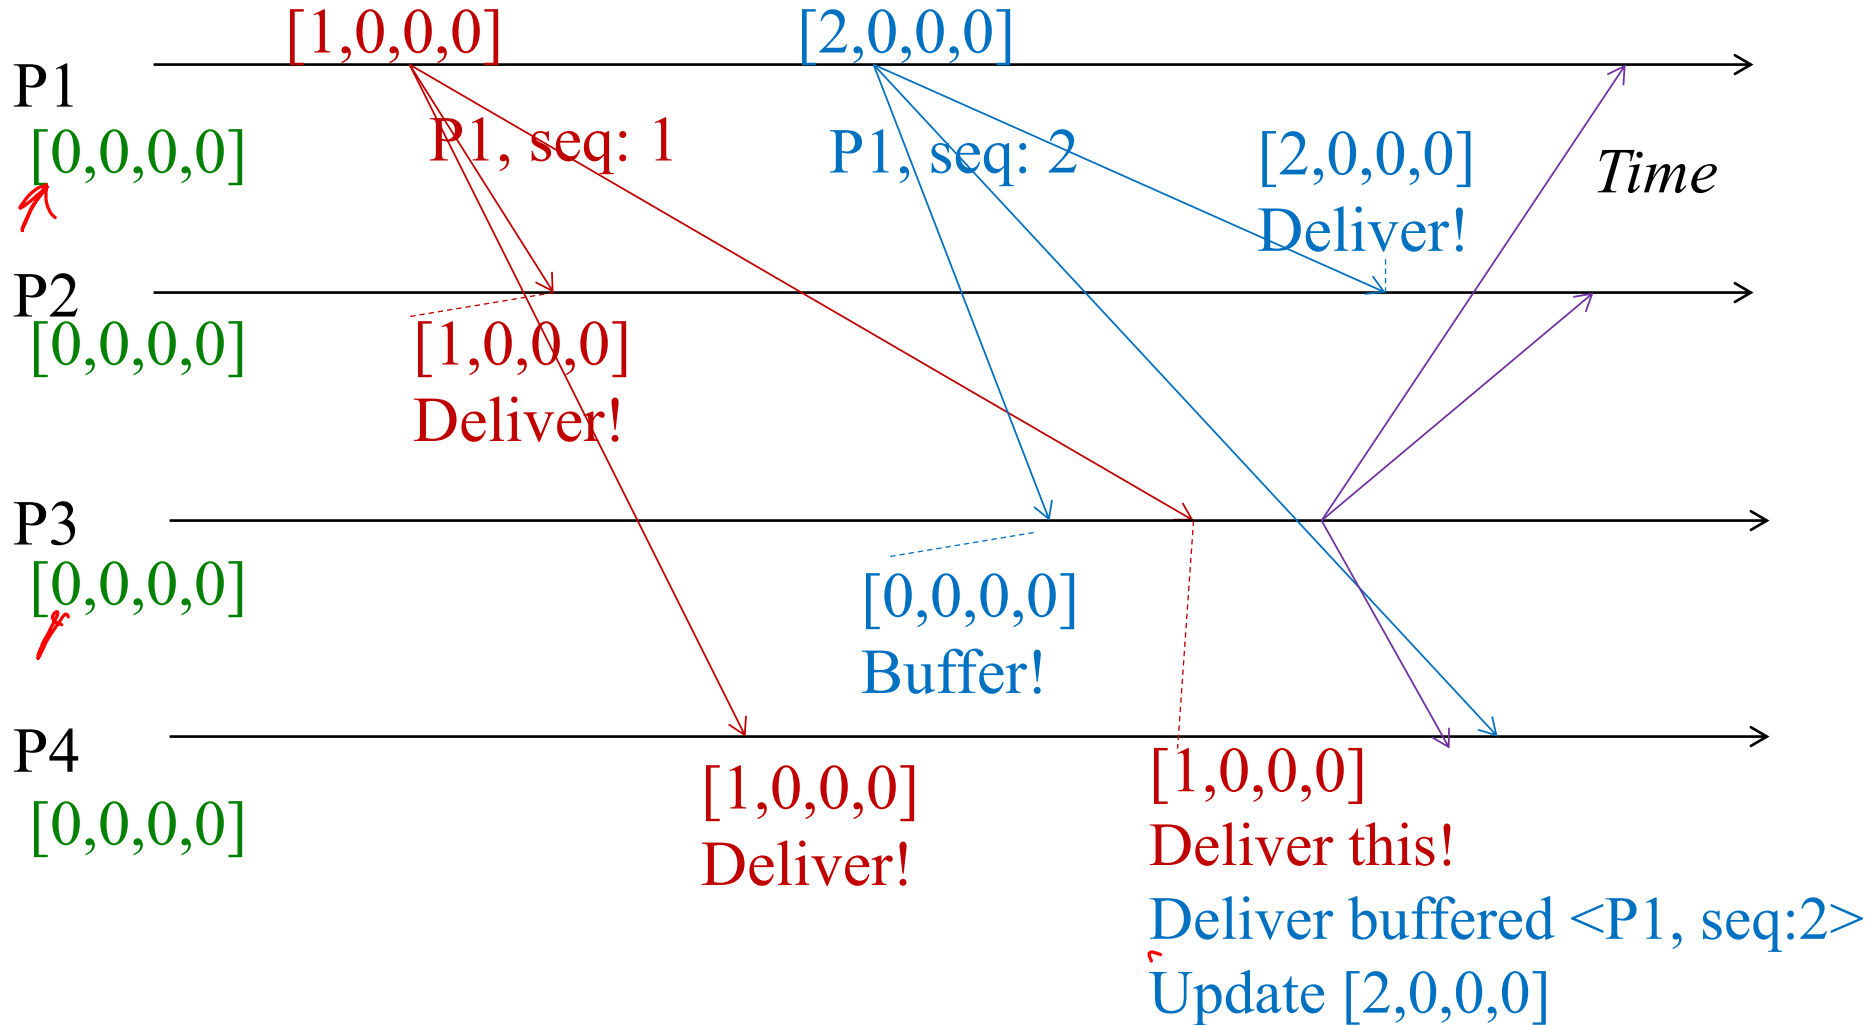 [1,0,0,0]
[2,0,0,0]
P1
[0,0,0,0]
P1, seq: 1
P1, seq: 2
[2,0,0,0]
Deliver!
Time
P2
[0,0,0,0]
[1,0,0,0]
Deliver!
P3
[0,0,0,0]
[0,0,0,0]
Buffer!
P4
[0,0,0,0]
[1,0,0,0]
Deliver!
[1,0,0,0]
Deliver this!
Deliver buffered <P1, seq:2>
Update [2,0,0,0]